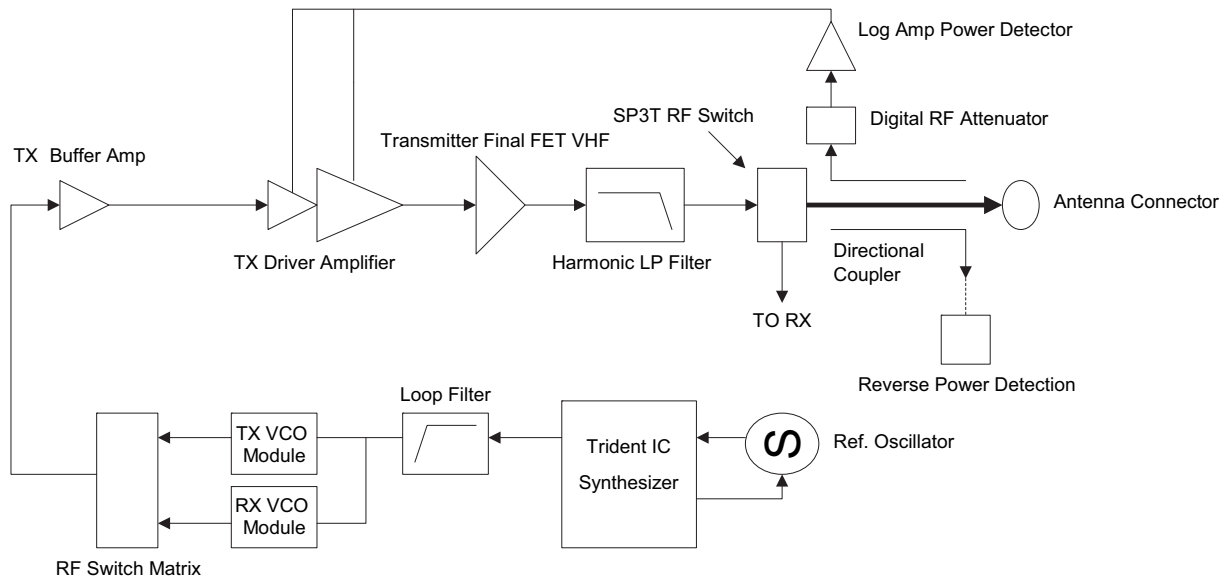 Log Amp Power Detector
SP3T RF Switch
Digital RF Attenuator
Transmitter Final FET VHF
TX Buffer Amp
Antenna Connector
TX Driver Amplifier
Harmonic LP Filter
Directional
Coupler
TO RX
Reverse Power Detection
Loop Filter
TX VCO
Module
Trident IC
Synthesizer
S
Ref. Oscillator
RX VCO
Module
RF Switch Matrix